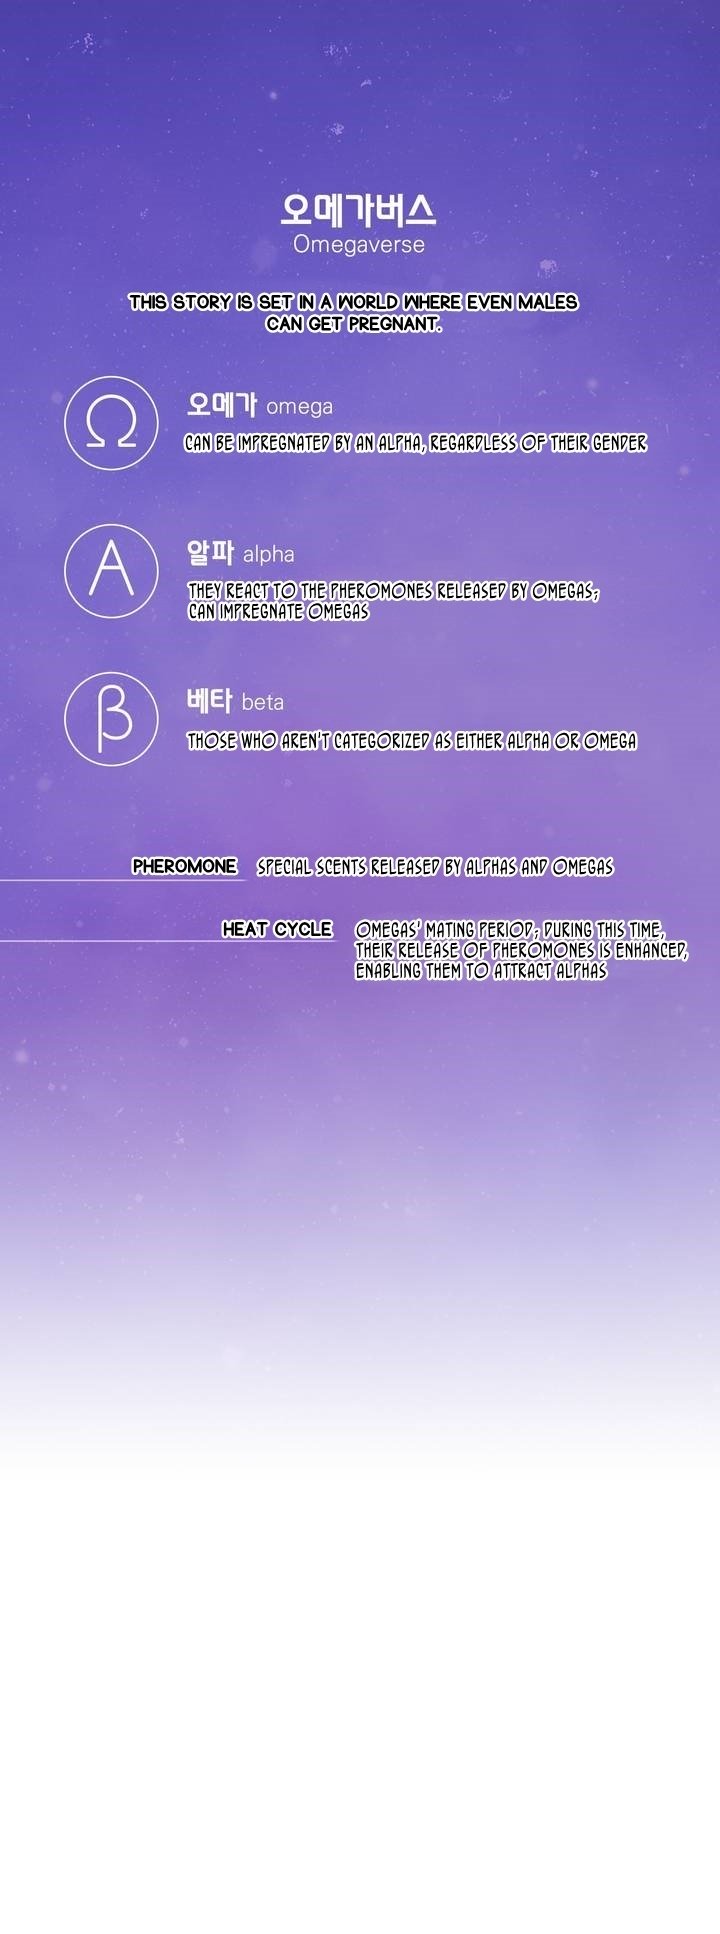 오메가버스
Omegaverse
THIS STORY IS SET IN A WORLD WHERE EVEN MALES
CAN GET PREGNANT.
Ω
오메가 omega
CAN BE IMPREGNATED BY AN ALPHA, REGARDLESS OF THEIR GENDER
A
알파 alpha
THEY REACT TO THE PHEROMONES RELEASED BY OMEGAS;
CAN IMPREGNATE OMEGAS
β
베타 beta
THOSE WHO AREN'T CATEGORIZED AS EITHER ALPHA OR OMEGA
PHEROMONE SPECIAL SCENTS RELEASED BY ALPHAS AND OMEGAS
HEAT CYCLE OMEGAS' MATING PERIOD; DURING THIS TIME,
THEIR RELEASE OF PHEROMONES IS ENHANCED,
ENABLING THEM TO ATTRACT ALPHAS